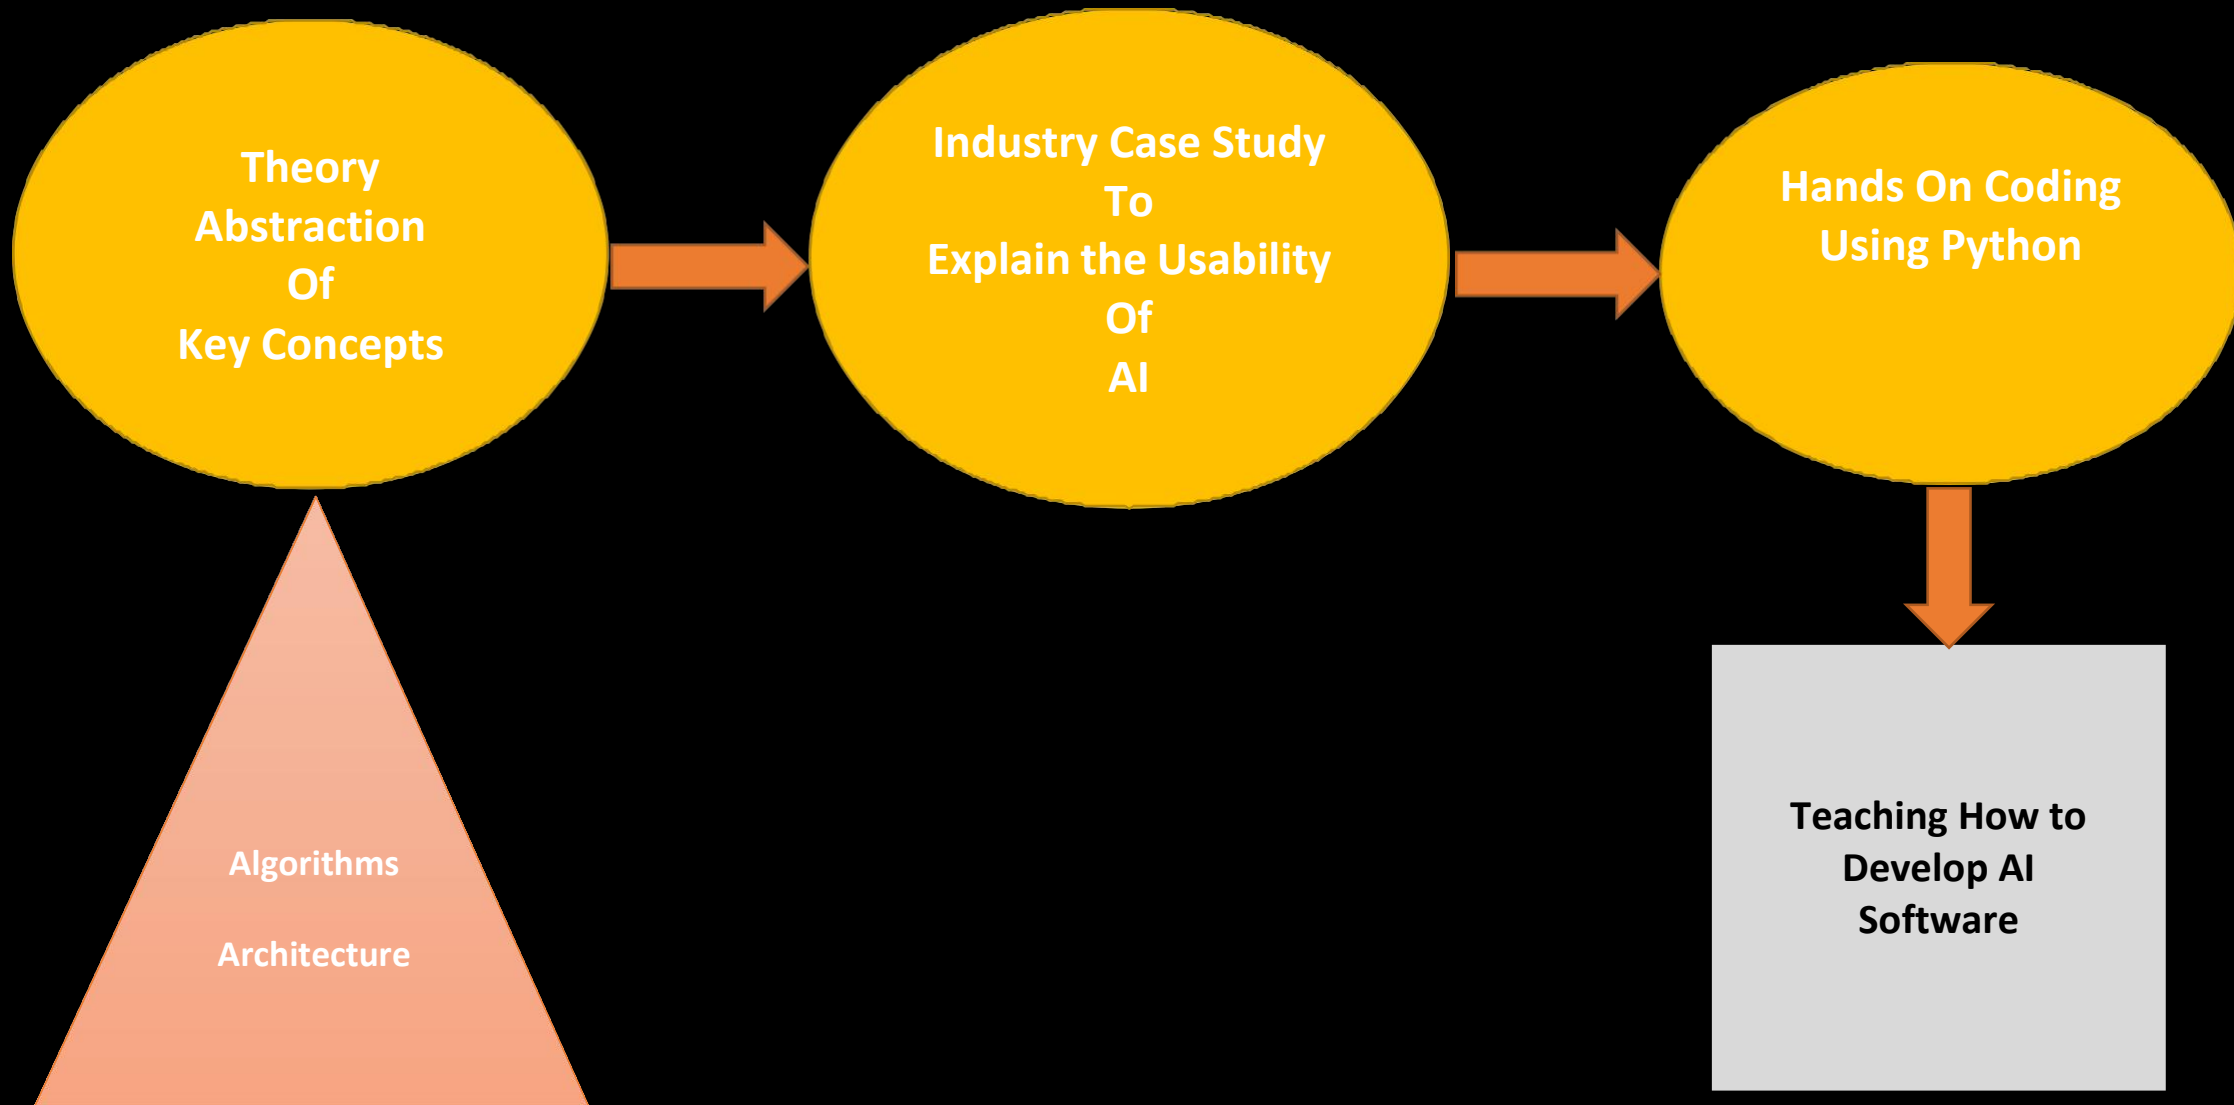 Theory
Abstraction
Of
Key Concepts
Industry Case Study
To
Explain the Usability
Of
AI
Hands On Coding
Using Python
Algorithms
Architecture
Teaching How to
Develop AI
Software